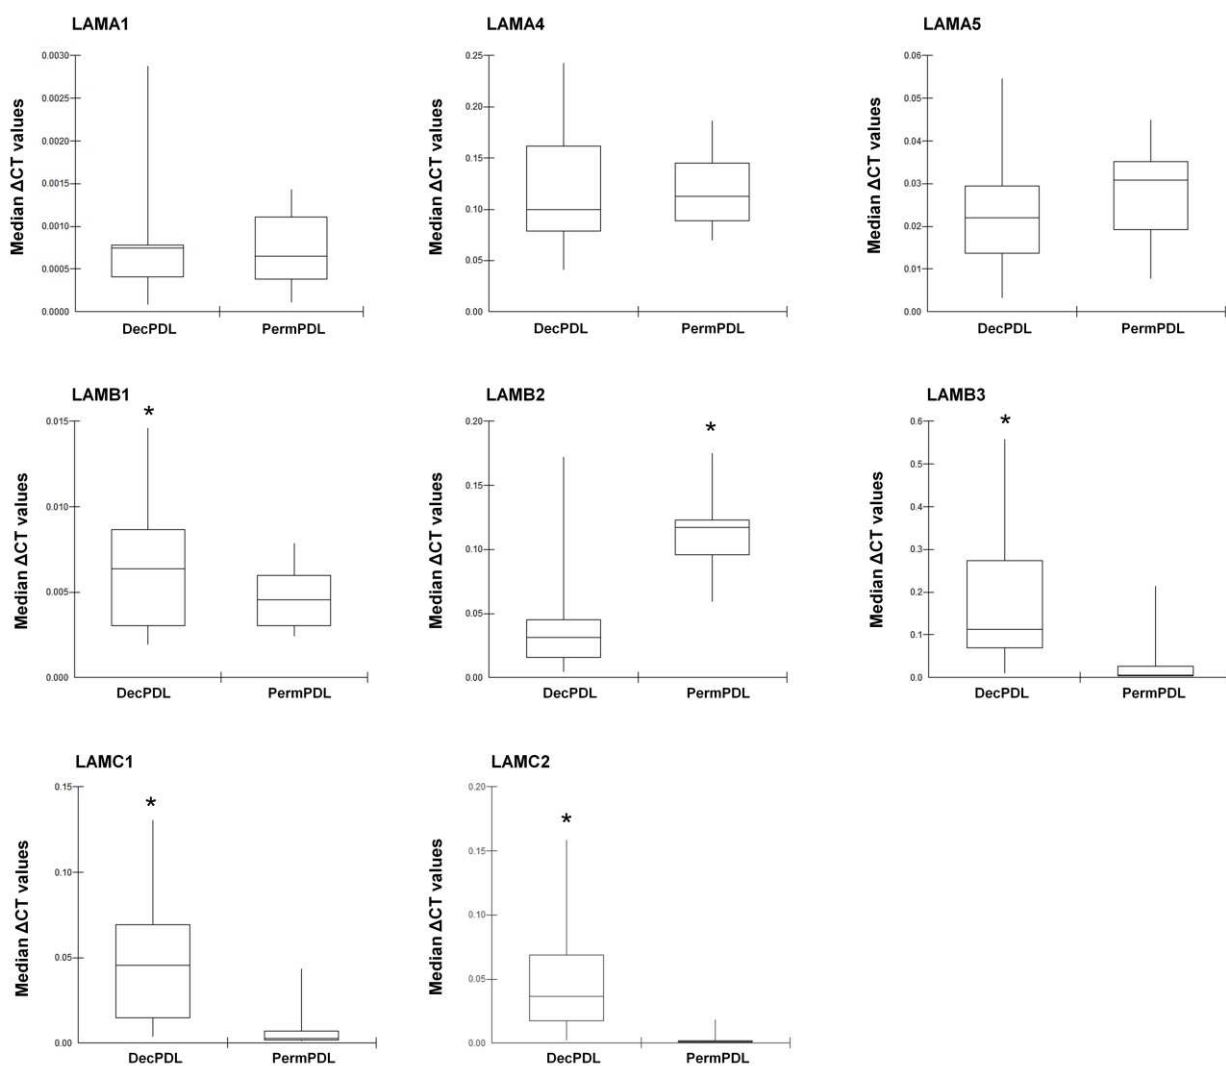 LAMA1
Median ΔCT values
0.0030
0.0025
0.0020
0.0015
0.0010
0.0005
0.0000
DecPDL PermPDL
LAMA4
Median ΔCT values
0.25
0.20
0.15
0.10
0.05
0.00
DecPDL PermPDL
LAMA5
Median ΔCT values
0.06
0.05
0.04
0.03
0.02
0.01
0.00
DecPDL PermPDL
LAMB1
*
Median ΔCT values
0.015
0.010
0.005
0.000
DecPDL PermPDL
LAMB2
*
Median ΔCT values
0.20
0.15
0.10
0.05
0.00
DecPDL PermPDL
LAMB3
*
Median ΔCT values
0.6
0.5
0.4
0.3
0.2
0.1
0.0
DecPDL PermPDL
LAMC1
*
Median ΔCT values
0.15
0.10
0.05
0.00
DecPDL PermPDL
LAMC2
*
Median ΔCT values
0.20
0.15
0.10
0.05
0.00
DecPDL PermPDL